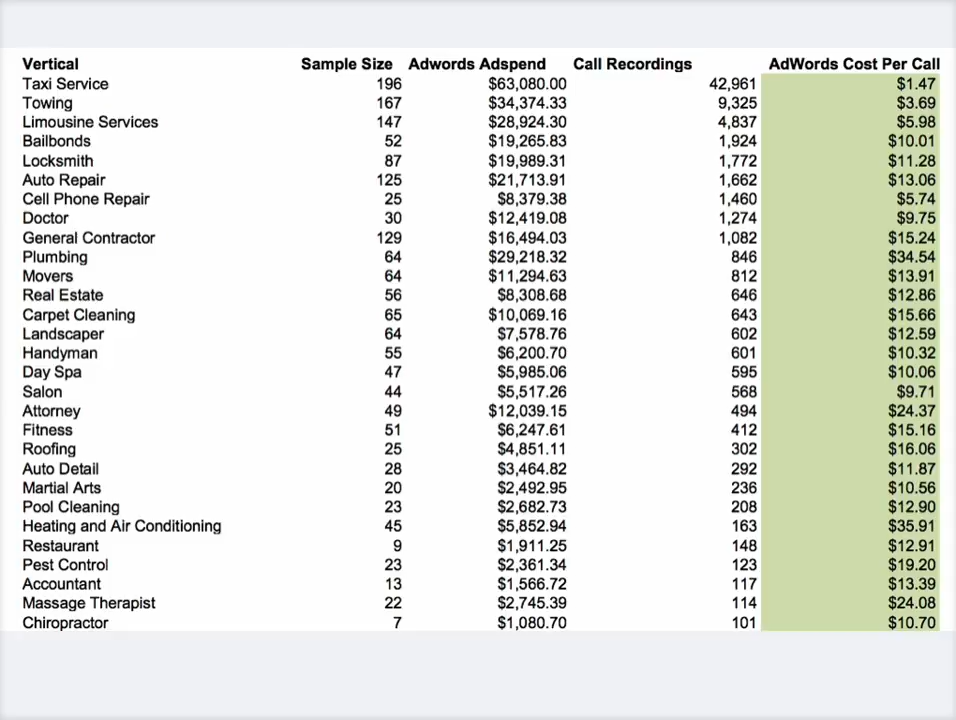 Vertical Sample Size Adwords Adspend Call Recordings AdWords Cost Per Call
Taxi Service 196 $63,080.00 42,961 $1.47
Towing 167 $34,374.33 9,325 $3.69
Limousine Services 147 $28,924.30 4,837 $5.98
Bailbonds 52 $19,265.83 1,924 $10.01
Locksmith 87 $19,989.31 1,772 $11.28
Auto Repair 125 $21,713.91 1,662 $13.06
Cell Phone Repair 25 $8,379.38 1,460 $5.74
Doctor 30 $12,419.08 1,274 $9.75
General Contractor 129 $16,494.03 1,082 $15.24
Plumbing 64 $29,218.32 846 $34.54
Movers 64 $11,294.63 812 $13.91
Real Estate 56 $8,308.68 646 $12.86
Carpet Cleaning 65 $10,069.16 643 $15.66
Landscaper 64 $7,578.76 602 $12.59
Handyman 55 $6,200.70 601 $10.32
Day Spa 47 $5,985.06 595 $10.06
Salon 44 $5,517.26 568 $9.71
Attorney 49 $12,039.15 494 $24.37
Fitness 51 $6,247.61 412 $15.16
Roofing 25 $4,851.11 302 $16.06
Auto Detail 28 $3,464.82 292 $11.87
Martial Arts 20 $2,492.95 236 $10.56
Pool Cleaning 23 $2,682.73 208 $12.90
Heating and Air Conditioning 45 $5,852.94 163 $35.91
Restaurant 9 $1,911.25 148 $12.91
Pest Control 23 $2,361.34 123 $19.20
Accountant 13 $1,566.72 117 $13.39
Massage Therapist 22 $2,745.39 114 $24.08
Chiropractor 7 $1,080.70 101 $10.70